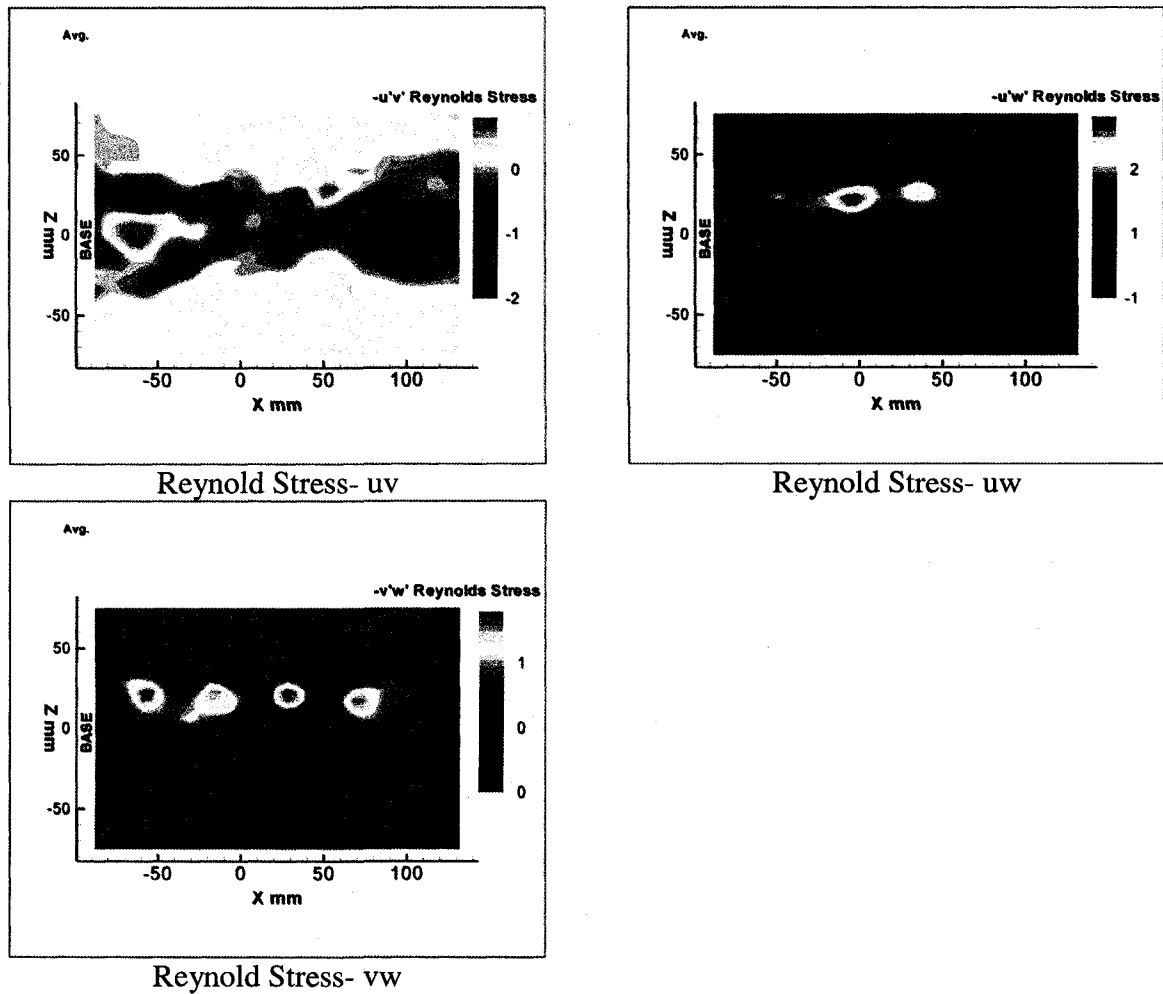 Avg.
-u'v' Reynolds Stress
50
0
-50
0
-1
-2
Z mm
BASE
-50 0 50 100
X mm
Reynold Stress- uv
Avg.
-u'w' Reynolds Stress
50
0
-50
2
1
-1
Z mm
BASE
-50 0 50 100
X mm
Reynold Stress- uw
Avg.
-v'w' Reynolds Stress
50
0
-50
1
0
0
Z mm
BASE
-50 0 50 100
X mm
Reynold Stress- vw